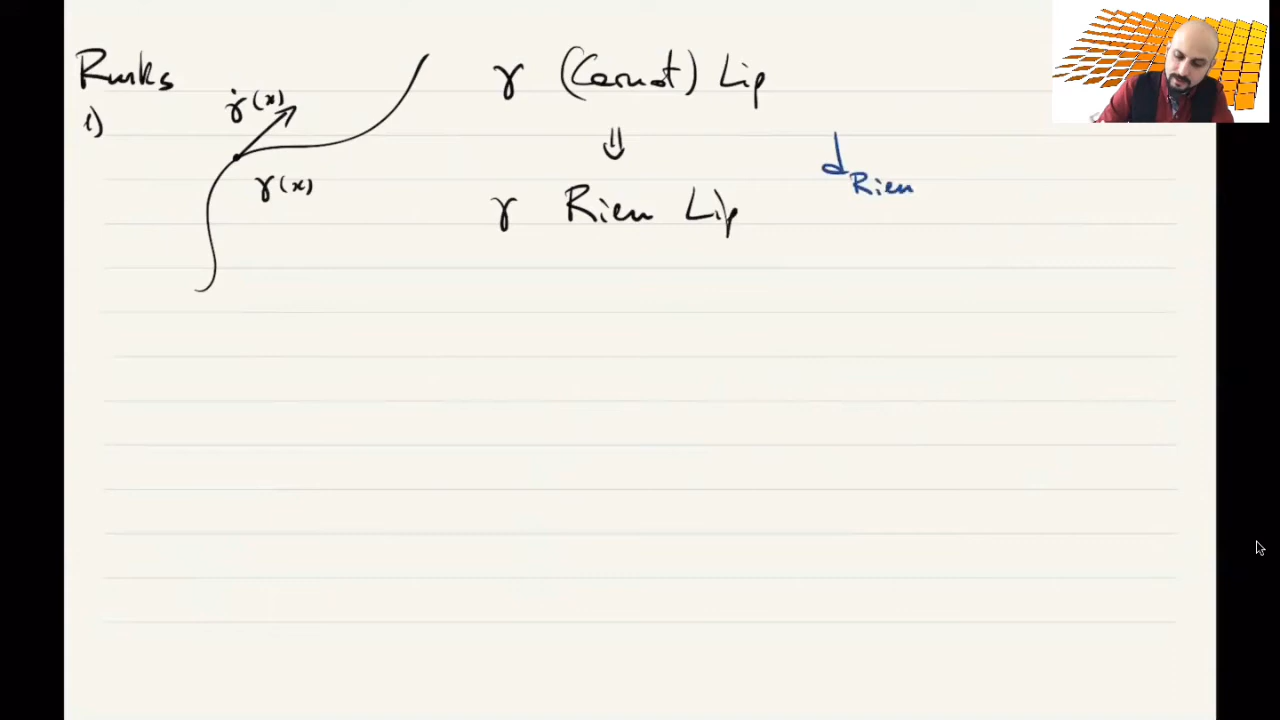 Rmks
1)
γ̇(x)
γ(x)
γ (Carnot) Lip
⇓
γ Riem Lip
d_Riem